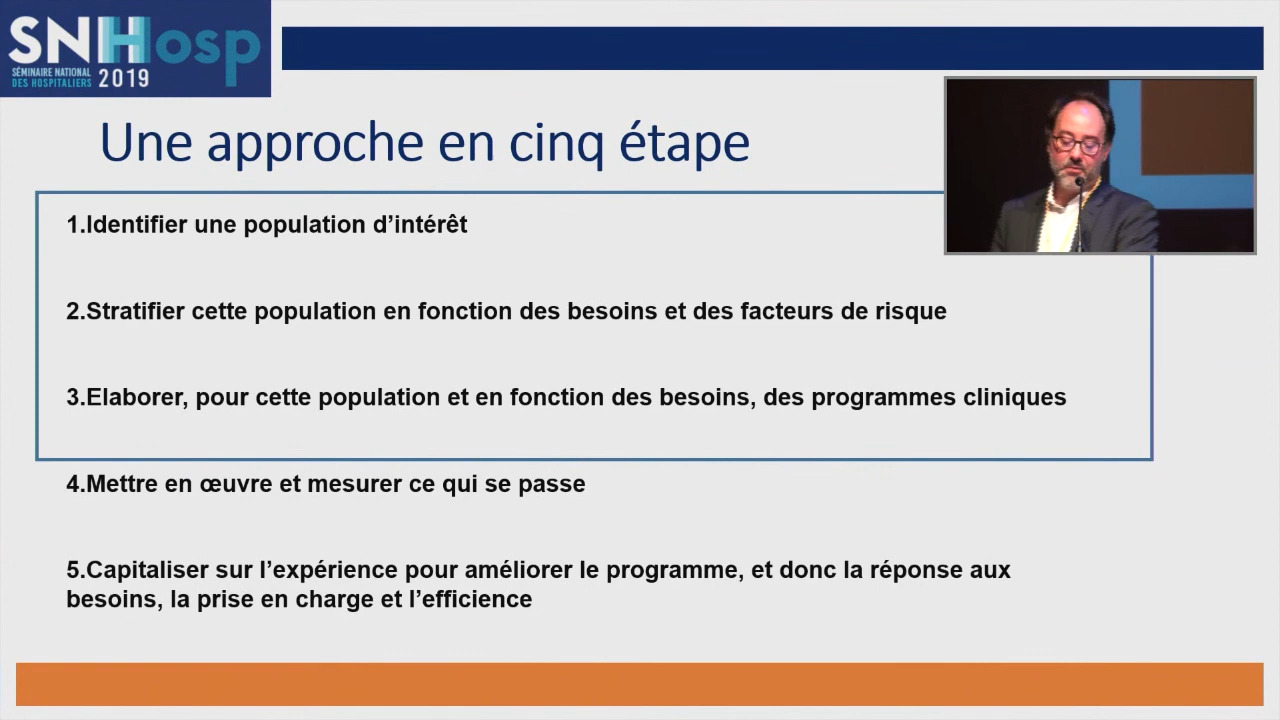 SNHosp
SÉMINAIRE NATIONAL
DES HOSPITALIERS 2019
Une approche en cinq étape
1.Identifier une population d’intérêt
2.Stratifier cette population en fonction des besoins et des facteurs de risque
3.Elaborer, pour cette population et en fonction des besoins, des programmes cliniques
4.Mettre en œuvre et mesurer ce qui se passe
5.Capitaliser sur l’expérience pour améliorer le programme, et donc la réponse aux
besoins, la prise en charge et l’efficience